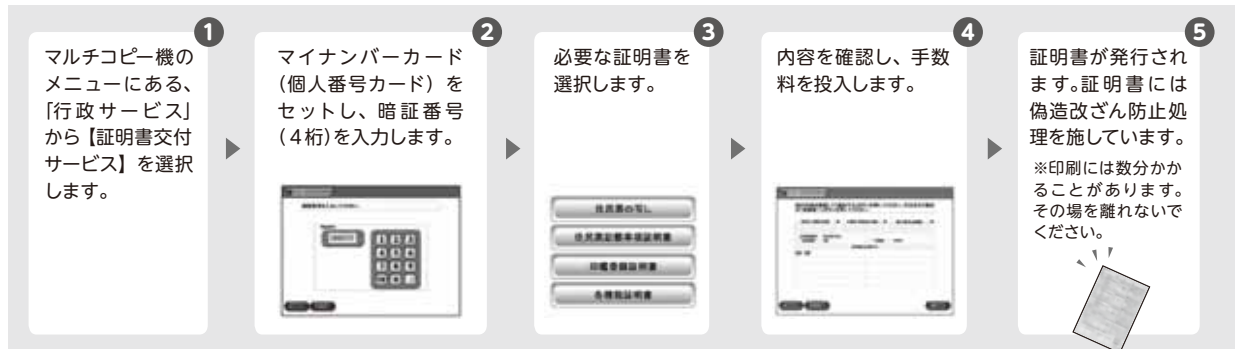 1
マルチコピー機の
メニューにある、
「行政サービス」
から【証明書交付
サービス】を選択
します。
2
マイナンバーカード
(個人番号カード)を
セットし、暗証番号
(4桁)を入力します。
3
必要な証明書を
選択します。
住民票の写し
住民票記載事項証明書
印鑑登録証明書
各種税証明書
4
内容を確認し、手数
料を投入します。
5
証明書が発行され
ます。証明書には
偽造改ざん防止処
理を施しています。
※印刷には数分かか
ることがあります。
その場を離れないで
ください。